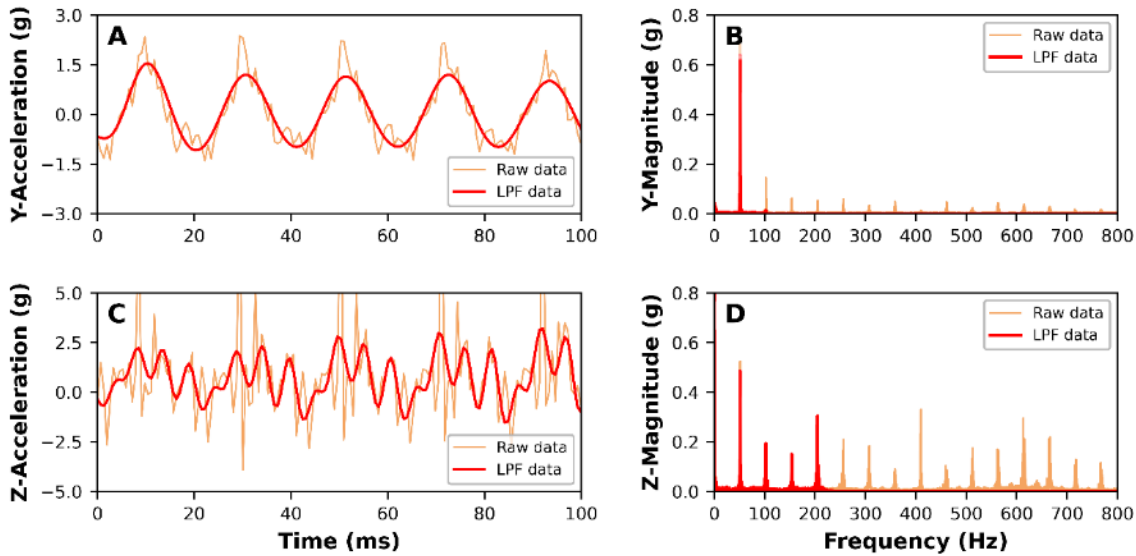 A
Y-Acceleration (g)
3.0
1.5
0.0
−1.5
−3.0
0
20
40
60
80
100
Raw data
LPF data
B
Y-Magnitude (g)
0.8
0.6
0.4
0.2
0.0
0
100
200
300
400
500
600
700
800
Raw data
LPF data
C
Z-Acceleration (g)
5.0
2.5
0.0
−2.5
−5.0
0
20
40
60
80
100
Time (ms)
Raw data
LPF data
D
Z-Magnitude (g)
0.8
0.6
0.4
0.2
0.0
0
100
200
300
400
500
600
700
800
Frequency (Hz)
Raw data
LPF data